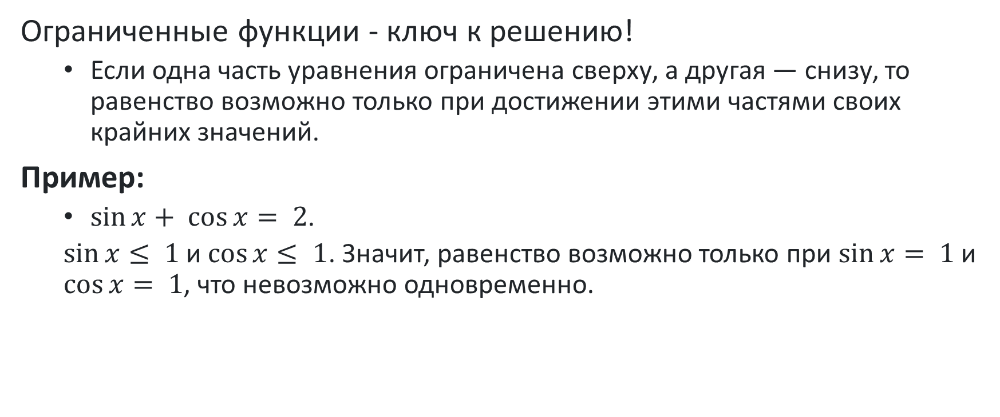 Ограниченные функции - ключ к решению!
• Если одна часть уравнения ограничена сверху, а другая — снизу, то
равенство возможно только при достижении этими частями своих
крайних значений.
Пример:
• sin x + cos x = 2.
sin x ≤ 1 и cos x ≤ 1. Значит, равенство возможно только при sin x = 1 и
cos x = 1, что невозможно одновременно.